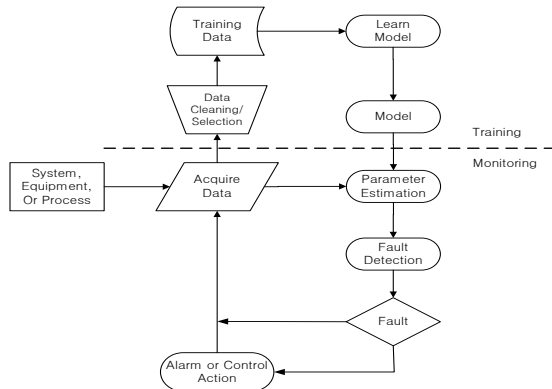 Training
Data
Learn
Model
Data
Cleaning/
Selection
Model
Training
Monitoring
System,
Equipment,
Or Process
Acquire
Data
Parameter
Estimation
Fault
Detection
Fault
Alarm or Control
Action